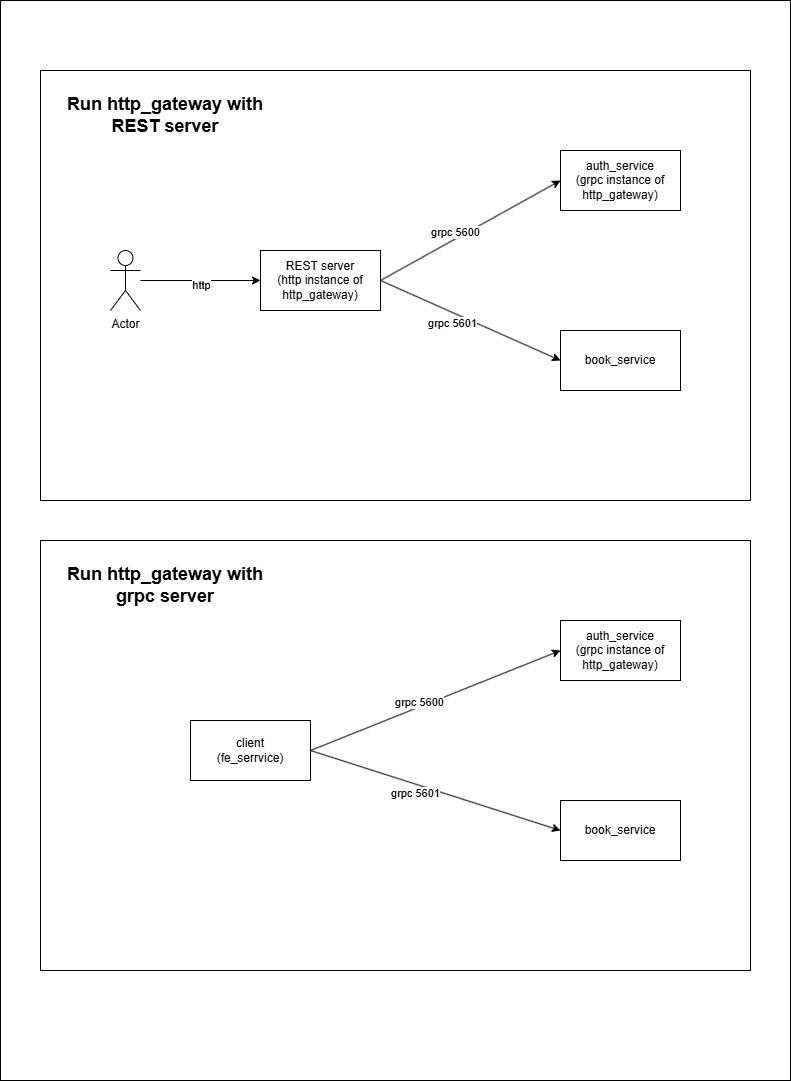 Run http_gateway with
REST server
auth_service
(grpc instance of
http_gateway)
grpc 5600
REST server
(http instance of
http_gateway)
http
Actor
grpc 5601
book_service
Run http_gateway with
grpc server
auth_service
(grpc instance of
http_gateway)
grpc 5600
client
(fe_serrvice)
grpc 5601
book_service